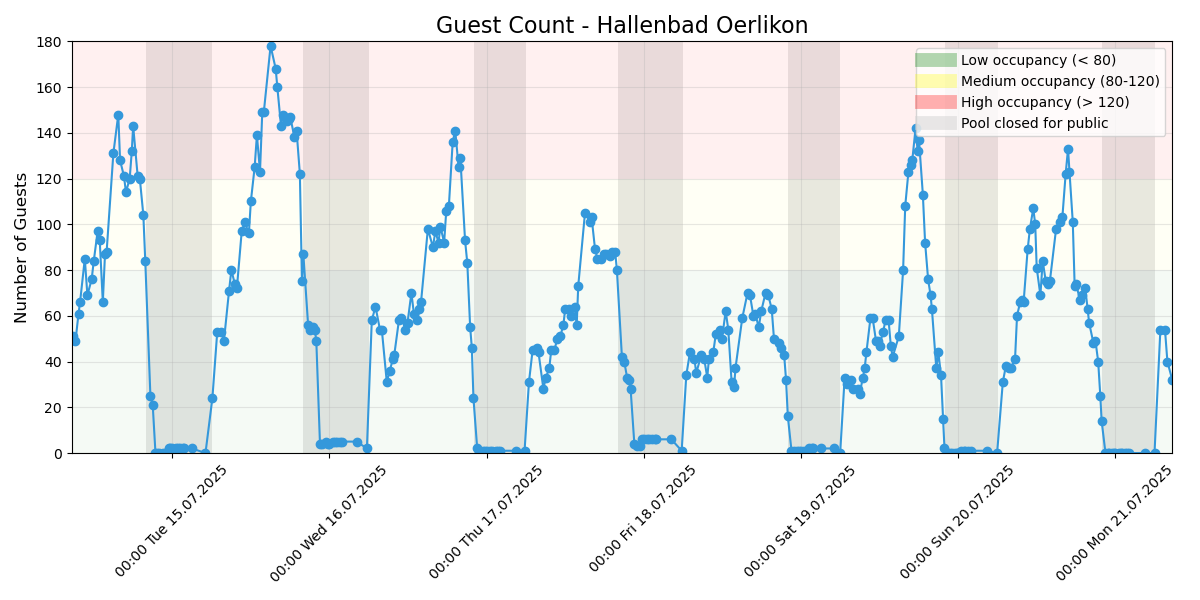 Guest Count - Hallenbad Oerlikon
Number of Guests
180
160
140
120
100
80
60
40
20
0
Low occupancy (< 80)
Medium occupancy (80-120)
High occupancy (> 120)
Pool closed for public
00:00 Tue 15.07.2025
00:00 Wed 16.07.2025
00:00 Thu 17.07.2025
00:00 Fri 18.07.2025
00:00 Sat 19.07.2025
00:00 Sun 20.07.2025
00:00 Mon 21.07.2025